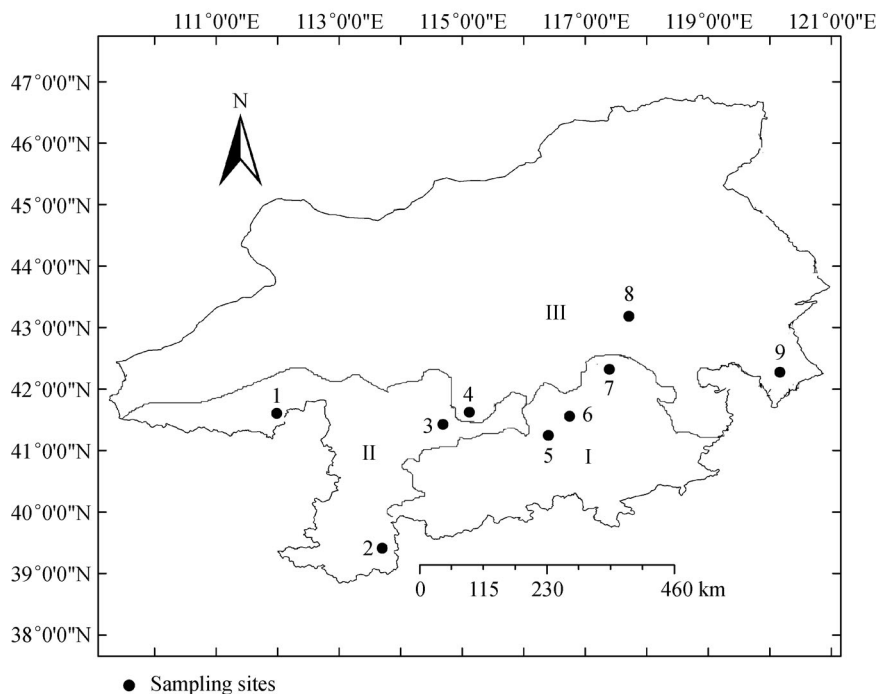 111°0'0"E 113°0'0"E 115°0'0"E 117°0'0"E 119°0'0"E 121°0'0"E
47°0'0"N
N
46°0'0"N
45°0'0"N
44°0'0"N
8
43°0'0"N
III
9
42°0'0"N
7
1
4
3
6
41°0'0"N
II
5
I
40°0'0"N
2
39°0'0"N
0 115 230 460 km
38°0'0"N
Sampling sites